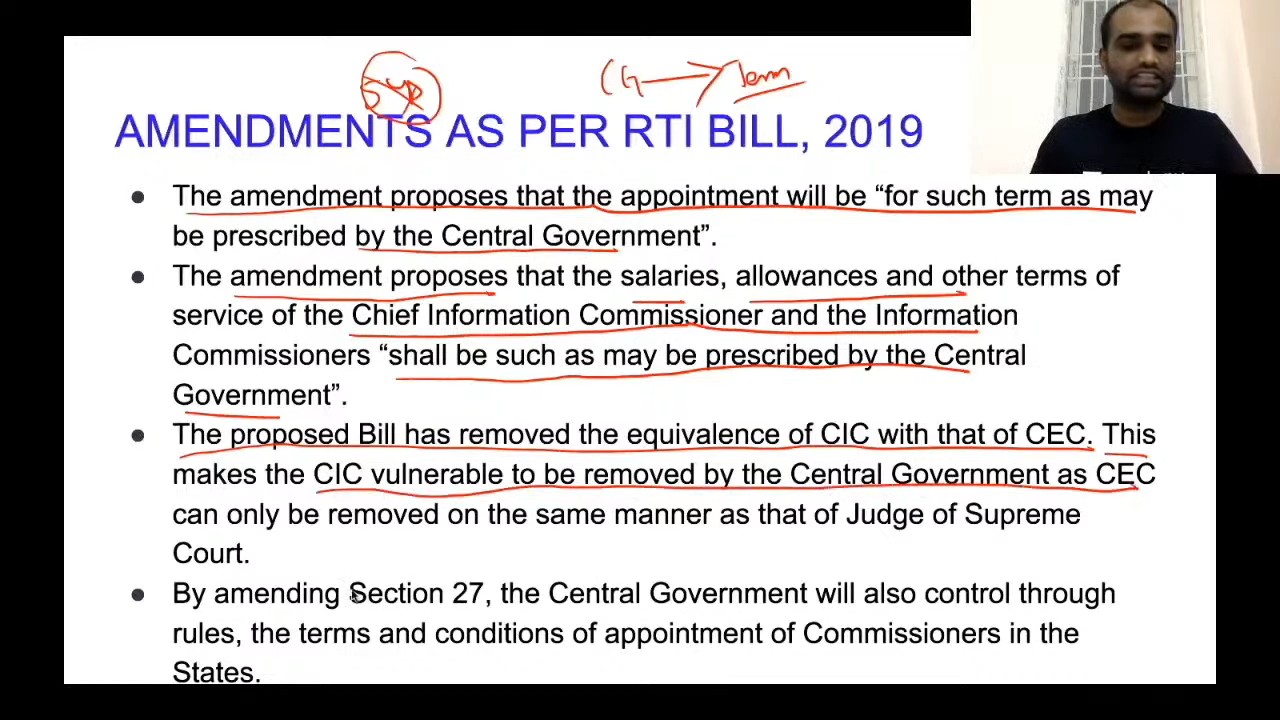 5 yR
CG Term
AMENDMENTS AS PER RTI BILL, 2019
● The amendment proposes that the appointment will be “for such term as may
be prescribed by the Central Government”.
● The amendment proposes that the salaries, allowances and other terms of
service of the Chief Information Commissioner and the Information
Commissioners “shall be such as may be prescribed by the Central
Government”.
● The proposed Bill has removed the equivalence of CIC with that of CEC. This
makes the CIC vulnerable to be removed by the Central Government as CEC
can only be removed on the same manner as that of Judge of Supreme
Court.
● By amending Section 27, the Central Government will also control through
rules, the terms and conditions of appointment of Commissioners in the
States.